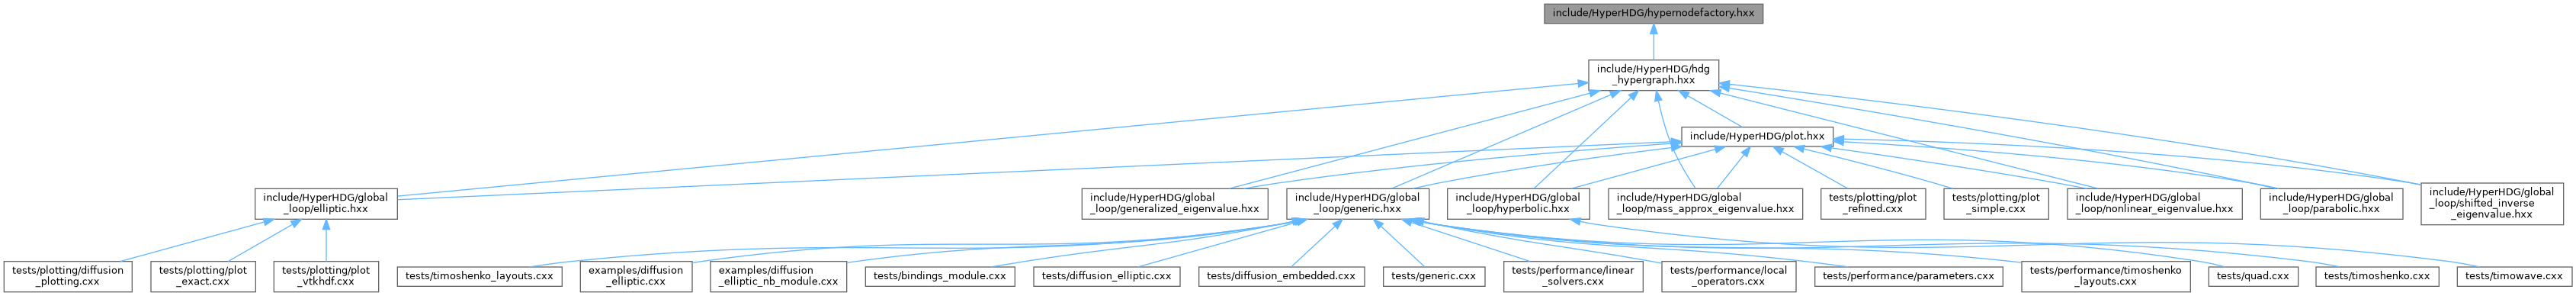 include/HyperHDG/hypernodefactory.hxx
include/HyperHDG/hdg
_hypergraph.hxx
include/HyperHDG/plot.hxx
include/HyperHDG/global
_loop/elliptic.hxx
include/HyperHDG/global
_loop/generalized_eigenvalue.hxx
include/HyperHDG/global
_loop/generic.hxx
include/HyperHDG/global
_loop/hyperbolic.hxx
include/HyperHDG/global
_loop/mass_approx_eigenvalue.hxx
tests/plotting/plot
_refined.cxx
tests/plotting/plot
_simple.cxx
include/HyperHDG/global
_loop/nonlinear_eigenvalue.hxx
include/HyperHDG/global
_loop/parabolic.hxx
include/HyperHDG/global
_loop/shifted_inverse
_eigenvalue.hxx
tests/plotting/diffusion
_plotting.cxx
tests/plotting/plot
_exact.cxx
tests/plotting/plot
_vtkhdf.cxx
tests/timoshenko_layouts.cxx
examples/diffusion
_elliptic.cxx
examples/diffusion
_elliptic_nb_module.cxx
tests/bindings_module.cxx
tests/diffusion_elliptic.cxx
tests/diffusion_embedded.cxx
tests/generic.cxx
tests/performance/linear
_solvers.cxx
tests/performance/local
_operators.cxx
tests/performance/parameters.cxx
tests/performance/timoshenko
_layouts.cxx
tests/quad.cxx
tests/timoshenko.cxx
tests/timowave.cxx